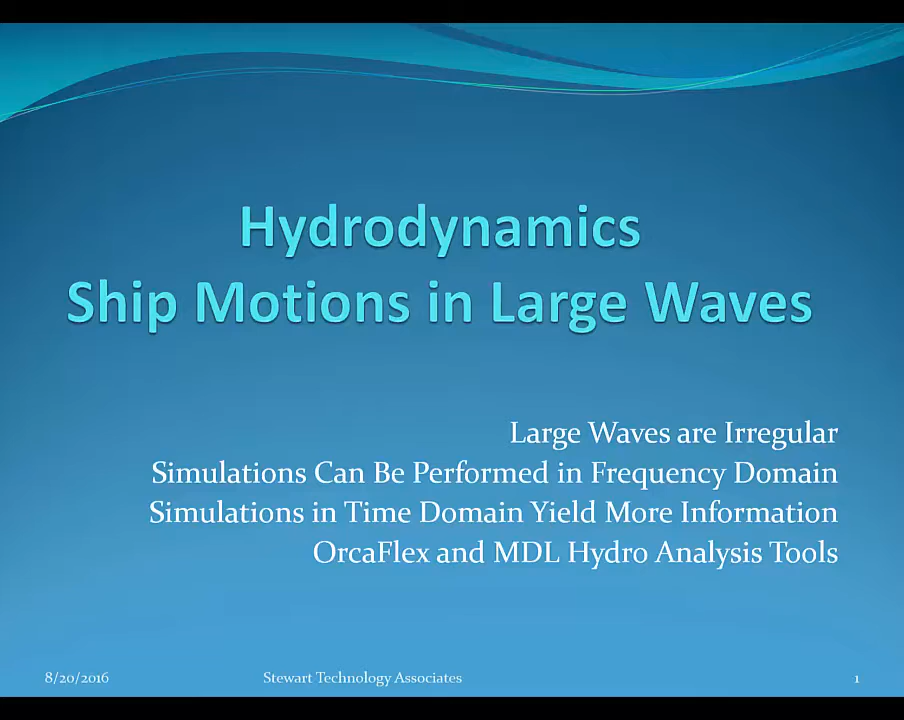 Hydrodynamics
Ship Motions in Large Waves
Large Waves are Irregular
Simulations Can Be Performed in Frequency Domain
Simulations in Time Domain Yield More Information
OrcaFlex and MDL Hydro Analysis Tools
8/20/2016 Stewart Technology Associates 1